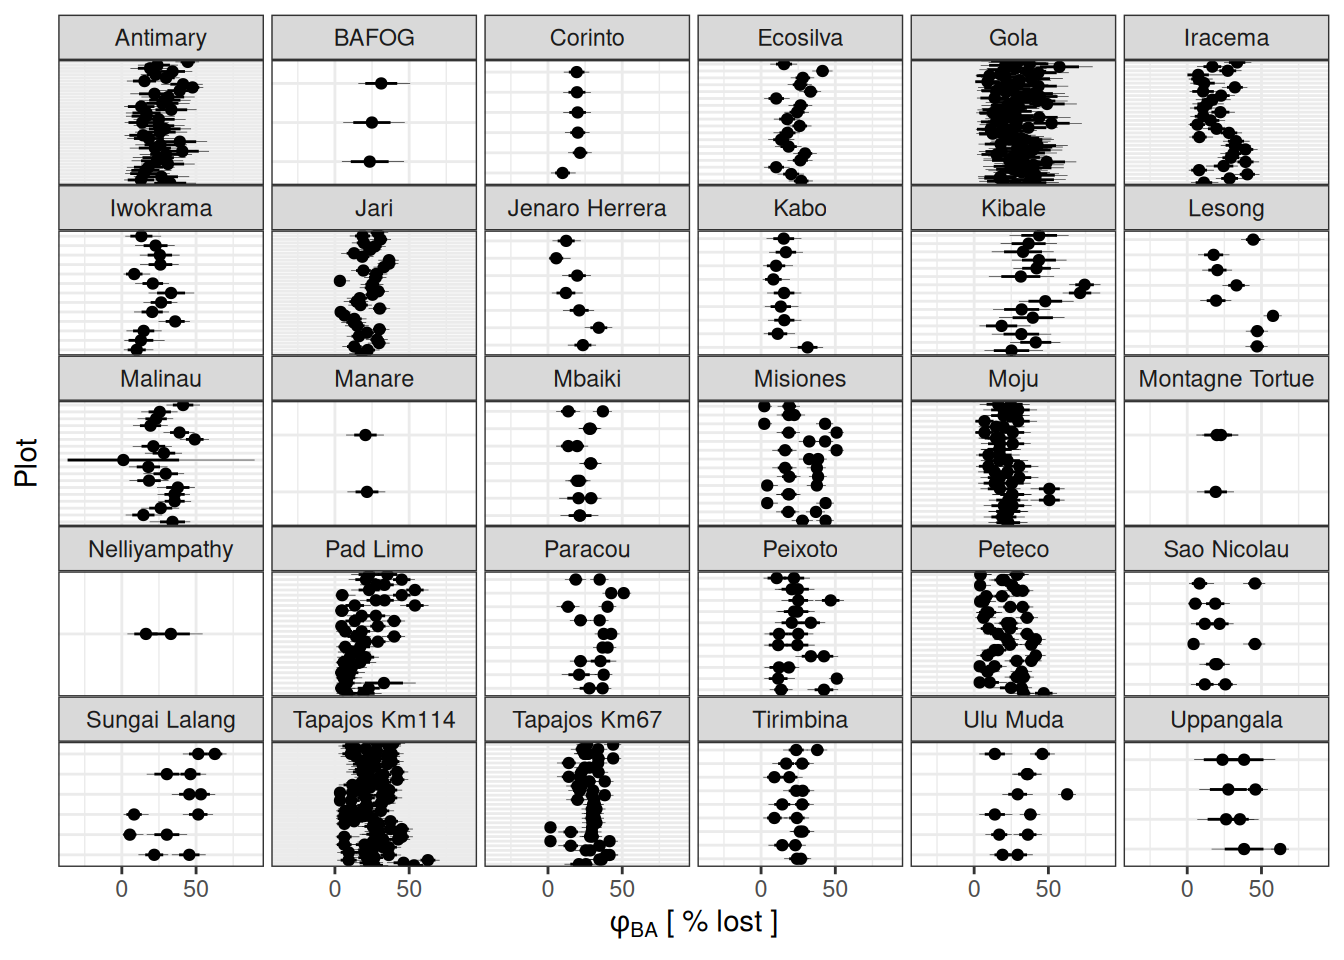 Antimary BAFOG Corinto Ecosilva Gola Iracema
Iwokrama Jari Jenaro Herrera Kabo Kibale Lesong
Malinau Manare Mbaiki Misiones Moju Montagne Tortue
Plot
Nelliyampathy Pad Limo Paracou Peixoto Peteco Sao Nicolau
Sungai Lalang Tapajos Km114 Tapajos Km67 Tirimbina Ulu Muda Uppangala
0 50 0 50 0 50 0 50 0 50 0 50
φBA [ % lost ]